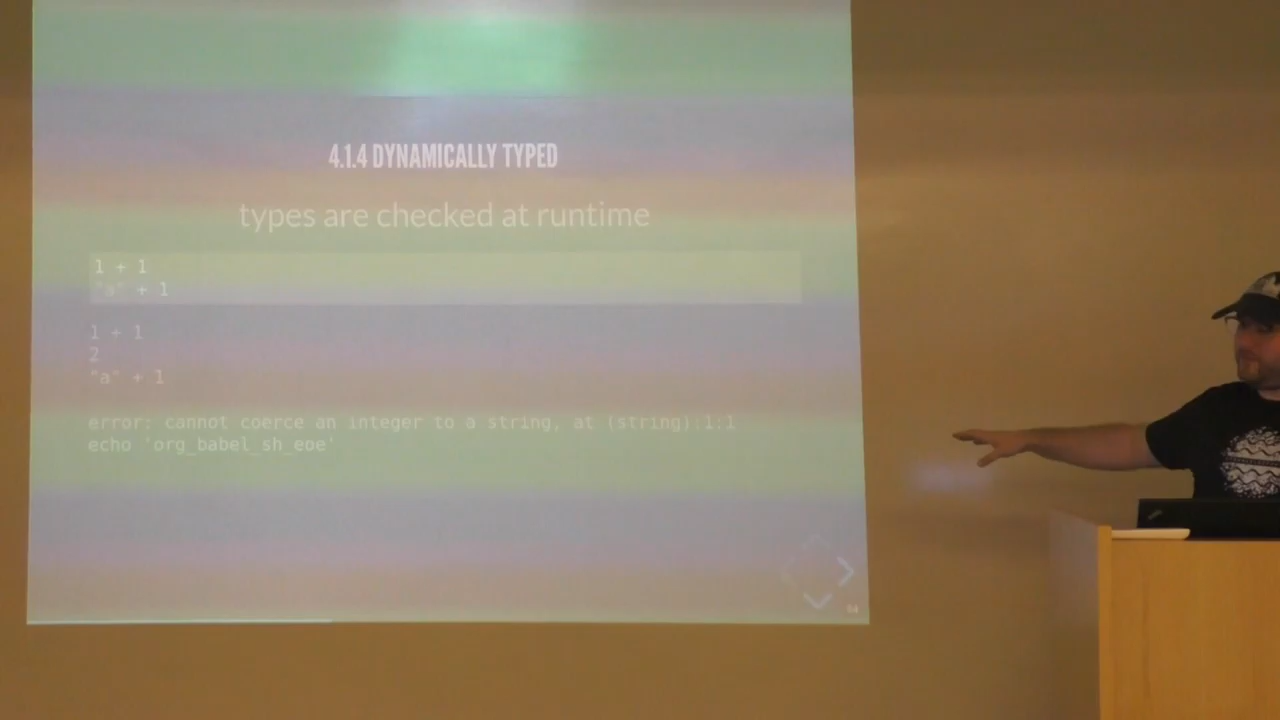 4.1.4 DYNAMICALLY TYPED
types are checked at runtime
1 + 1
"a" + 1
1 + 1
2
"a" + 1
error: cannot coerce an integer to a string, at (string):1:1
echo 'org_babel_sh_eoe'